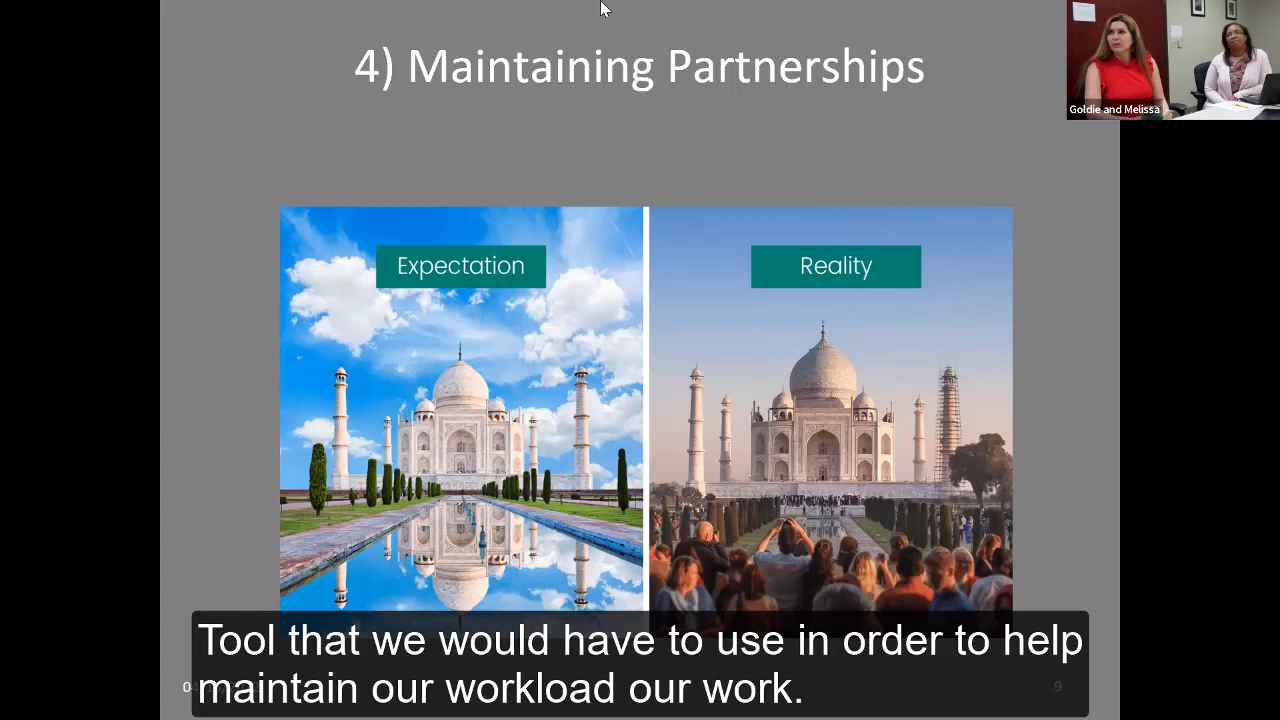 4) Maintaining Partnerships
Goldie and Melissa
Expectation
Reality
Tool that we would have to use in order to help
maintain our workload our work.
9